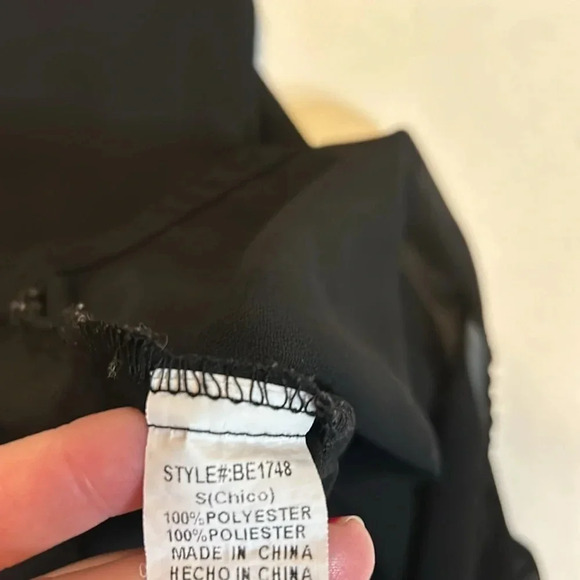 STYLE#:BE1748
S(Chico)
100%POLYESTER
100%POLIESTER
MADE IN CHINA
HECHO IN CHINA